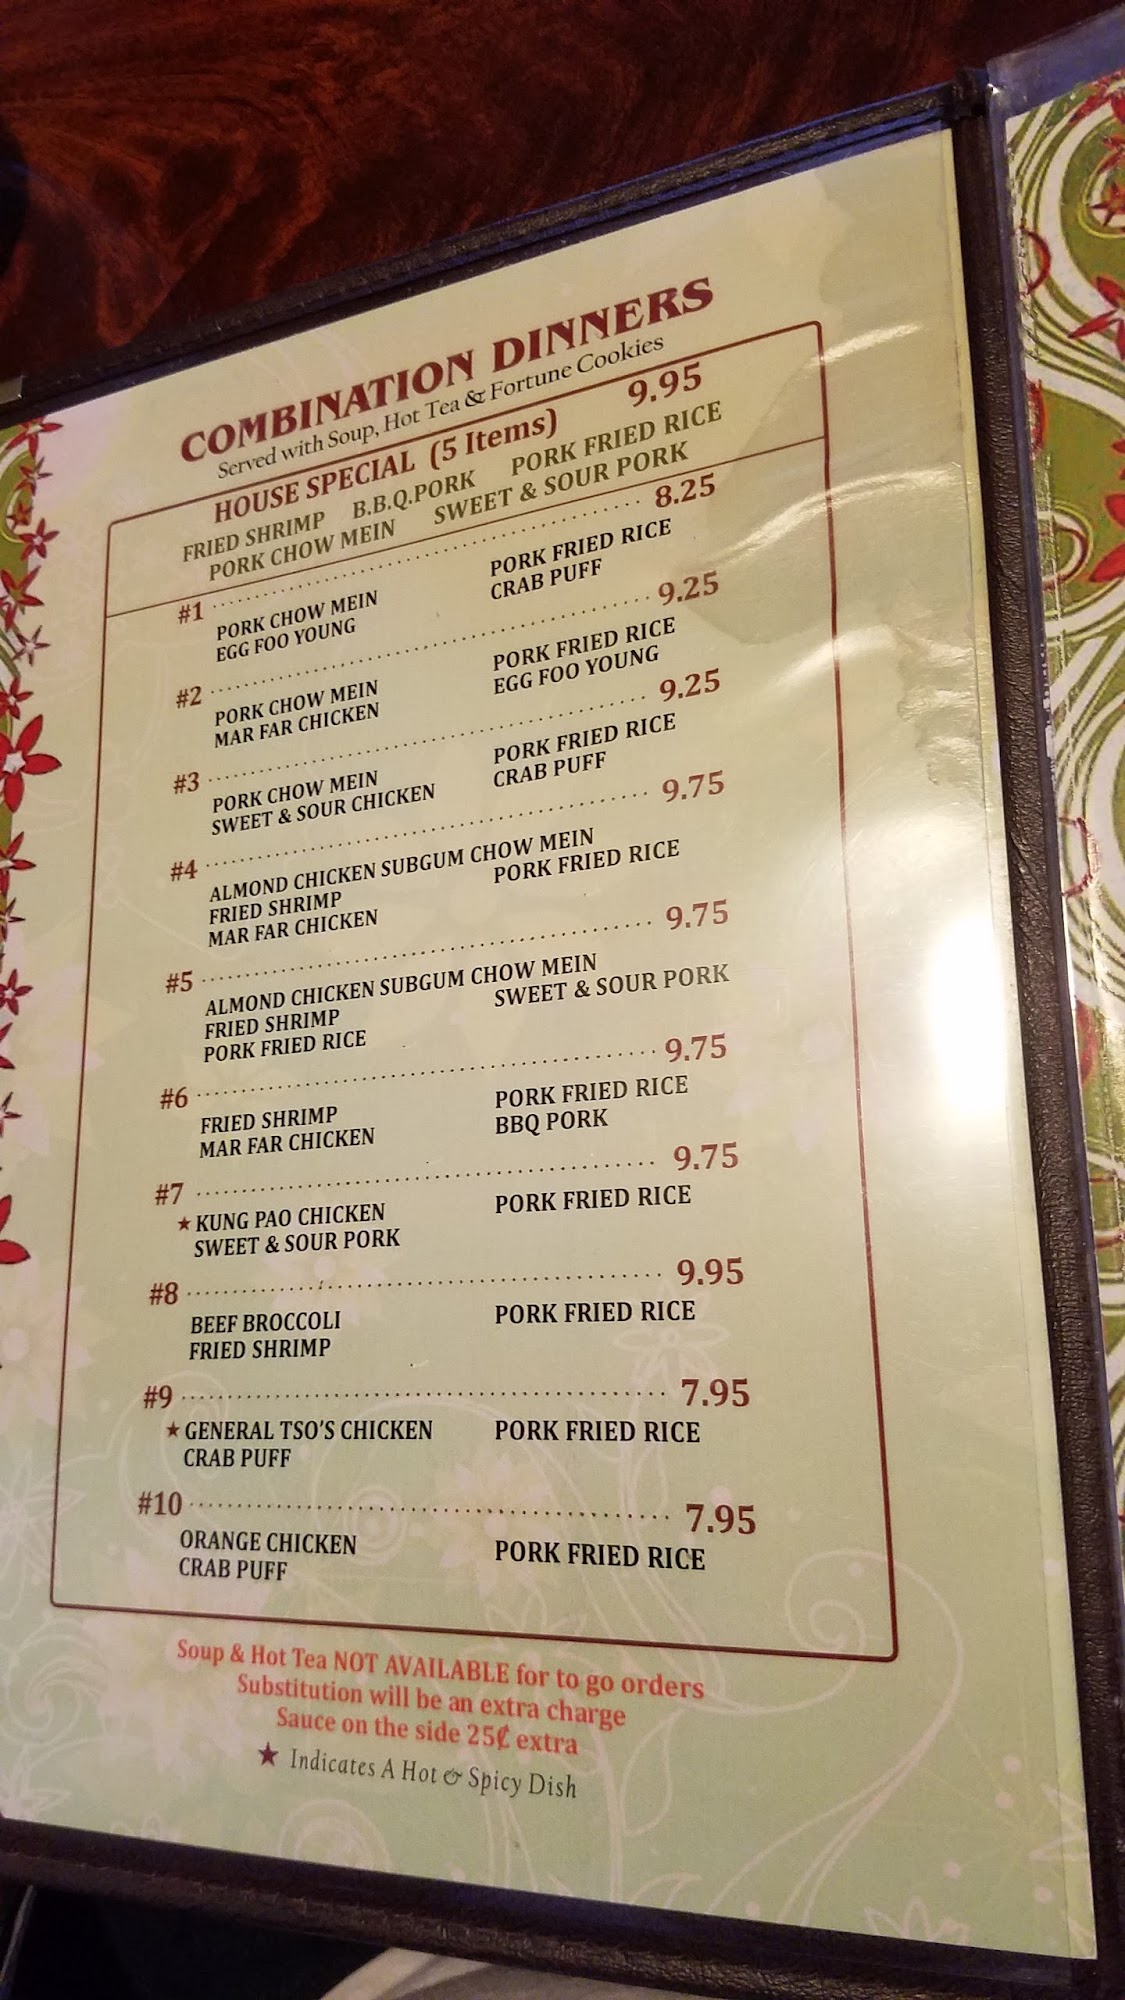 COMBINATION DINNERS
Served with Soup, Hot Tea & Fortune Cookies
HOUSE SPECIAL (5 Items) 9.95
FRIED SHRIMP B.B.Q.PORK PORK FRIED RICE
PORK CHOW MEIN SWEET & SOUR PORK
#1 8.25
PORK CHOW MEIN PORK FRIED RICE
EGG FOO YOUNG CRAB PUFF
#2 9.25
PORK CHOW MEIN PORK FRIED RICE
MAR FAR CHICKEN EGG FOO YOUNG
#3 9.25
PORK CHOW MEIN PORK FRIED RICE
SWEET & SOUR CHICKEN CRAB PUFF
#4 9.75
ALMOND CHICKEN SUBGUM CHOW MEIN
FRIED SHRIMP PORK FRIED RICE
MAR FAR CHICKEN
#5 9.75
ALMOND CHICKEN SUBGUM CHOW MEIN
FRIED SHRIMP SWEET & SOUR PORK
PORK FRIED RICE
#6 9.75
FRIED SHRIMP PORK FRIED RICE
MAR FAR CHICKEN BBQ PORK
#7 9.75
★ KUNG PAO CHICKEN PORK FRIED RICE
SWEET & SOUR PORK
#8 9.95
BEEF BROCCOLI PORK FRIED RICE
FRIED SHRIMP
#9 7.95
★ GENERAL TSO'S CHICKEN PORK FRIED RICE
CRAB PUFF
#10 7.95
ORANGE CHICKEN PORK FRIED RICE
CRAB PUFF
Soup & Hot Tea NOT AVAILABLE for to go orders
Substitution will be an extra charge
Sauce on the side 25₵ extra
★ Indicates A Hot & Spicy Dish